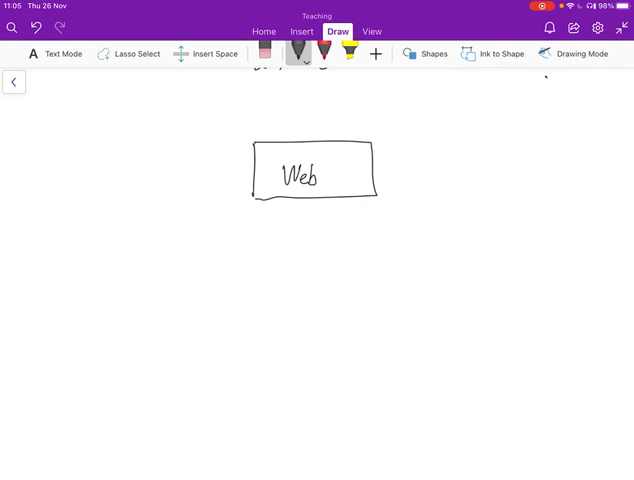 11:05 Thu 26 Nov
98%
Teaching
Home Insert Draw View
A Text Mode Lasso Select Insert Space Shapes Ink to Shape Drawing Mode
Web